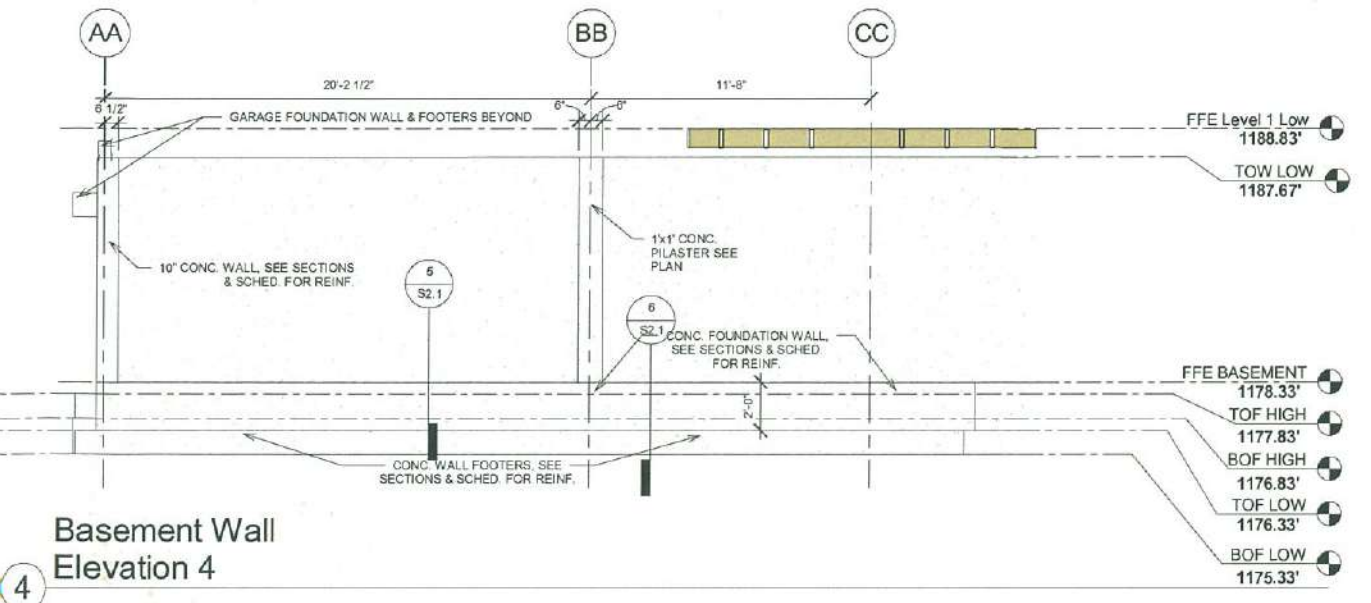 AA
BB
CC
20'-2 1/2"
11'-8"
6 1/2"
6"
6"
GARAGE FOUNDATION WALL & FOOTERS BEYOND
FFE Level 1 Low
1188.83'
TOW LOW
1187.67'
1'x1' CONC.
PILASTER SEE
PLAN
10" CONC. WALL, SEE SECTIONS
& SCHED. FOR REINF.
5
S2.1
6
S2.1
CONC. FOUNDATION WALL,
SEE SECTIONS & SCHED.
FOR REINF.
2'-0"
FFE BASEMENT
1178.33'
TOF HIGH
1177.83'
BOF HIGH
1176.83'
TOF LOW
1176.33'
BOF LOW
1175.33'
CONC. WALL FOOTERS, SEE
SECTIONS & SCHED. FOR REINF.
Basement Wall
Elevation 4
4